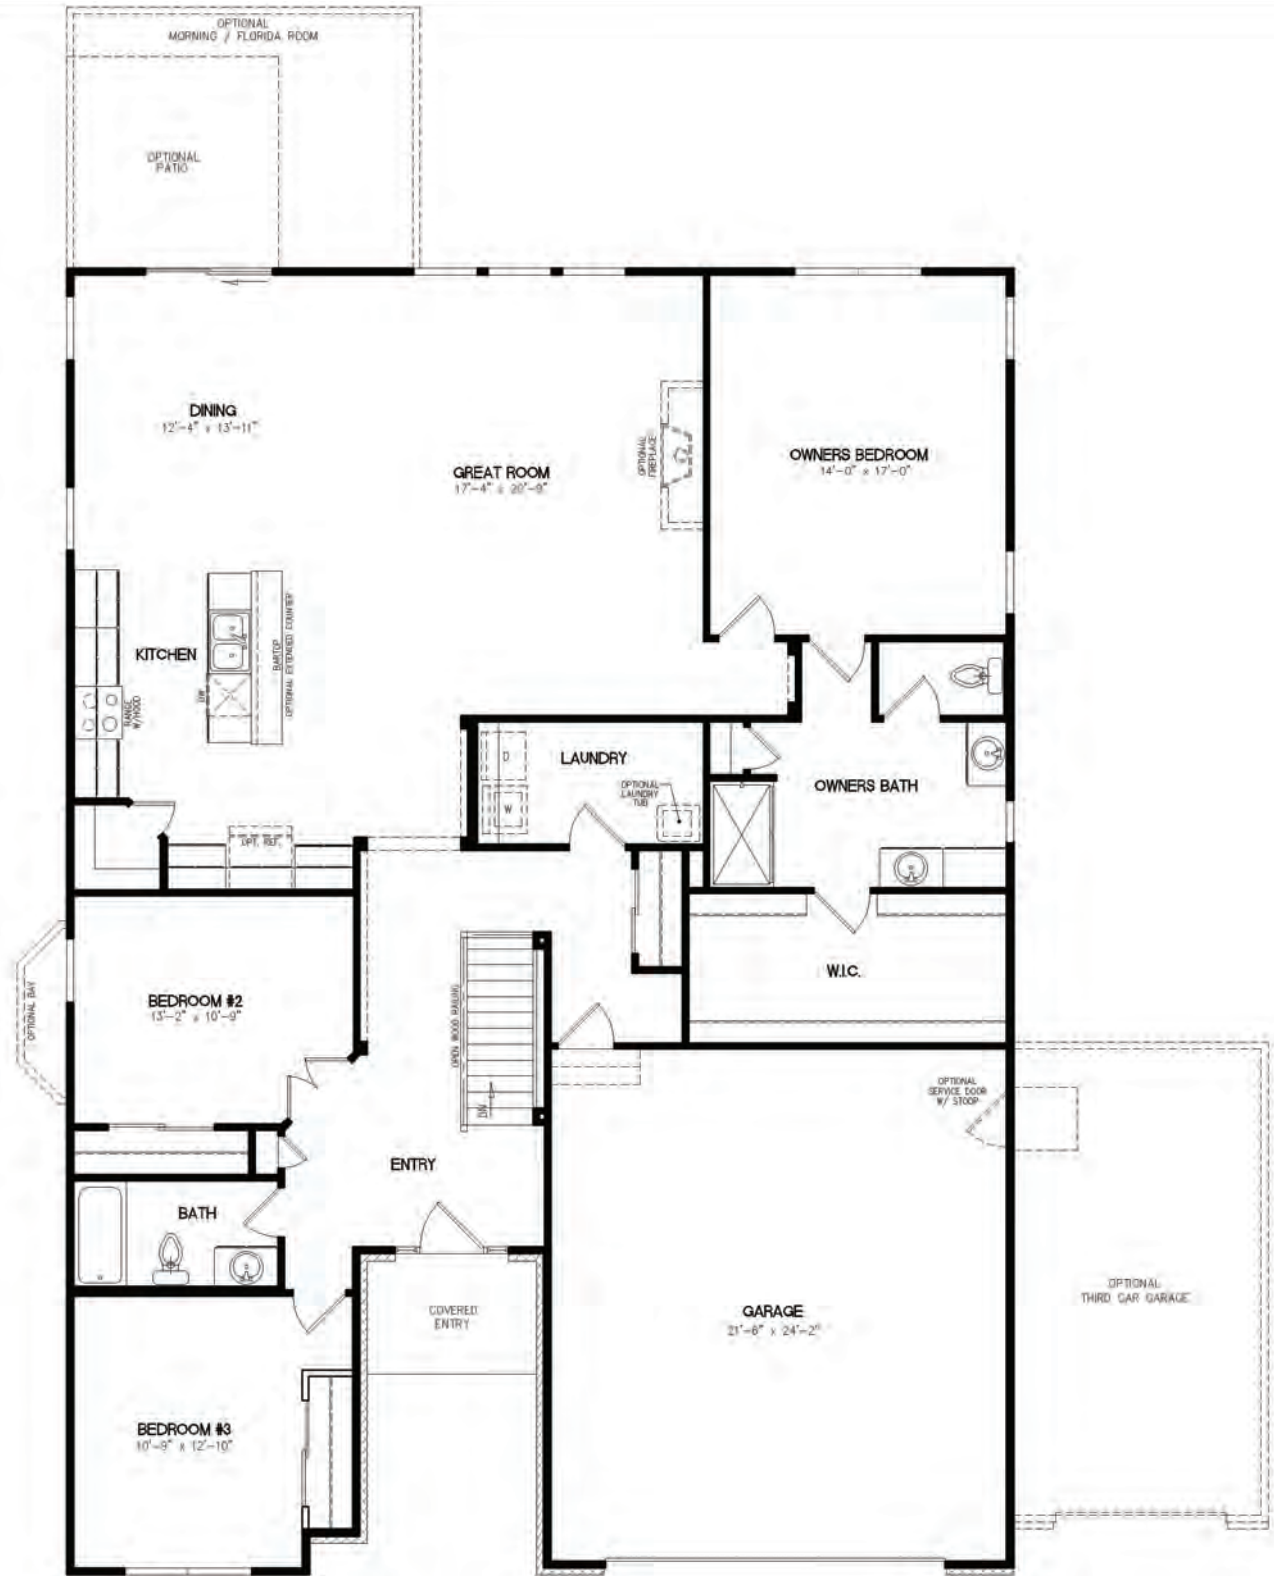 OPTIONAL
MORNING / FLORIDA ROOM
OPTIONAL
PATIO
DINING
12'-4" x 13'-11"
GREAT ROOM
17'-4" x 20'-9"
OPTIONAL
FIREPLACE
OWNERS BEDROOM
14'-0" x 17'-0"
KITCHEN
RANGE
W/HOOD
DW
BARTOP
OPTIONAL EXTENDED COUNTER
OPT. REF.
D
W
LAUNDRY
OPTIONAL
LAUNDRY
TUB
OWNERS BATH
W.I.C.
BEDROOM #2
13'-2" x 10'-9"
OPTIONAL BAY
OPEN WOOD RAILING
DN
ENTRY
BATH
OPTIONAL
SERVICE DOOR
W/ STOOP
COVERED
ENTRY
GARAGE
21'-6" x 24'-2"
OPTIONAL
THIRD CAR GARAGE
BEDROOM #3
10'-9" x 12'-10"